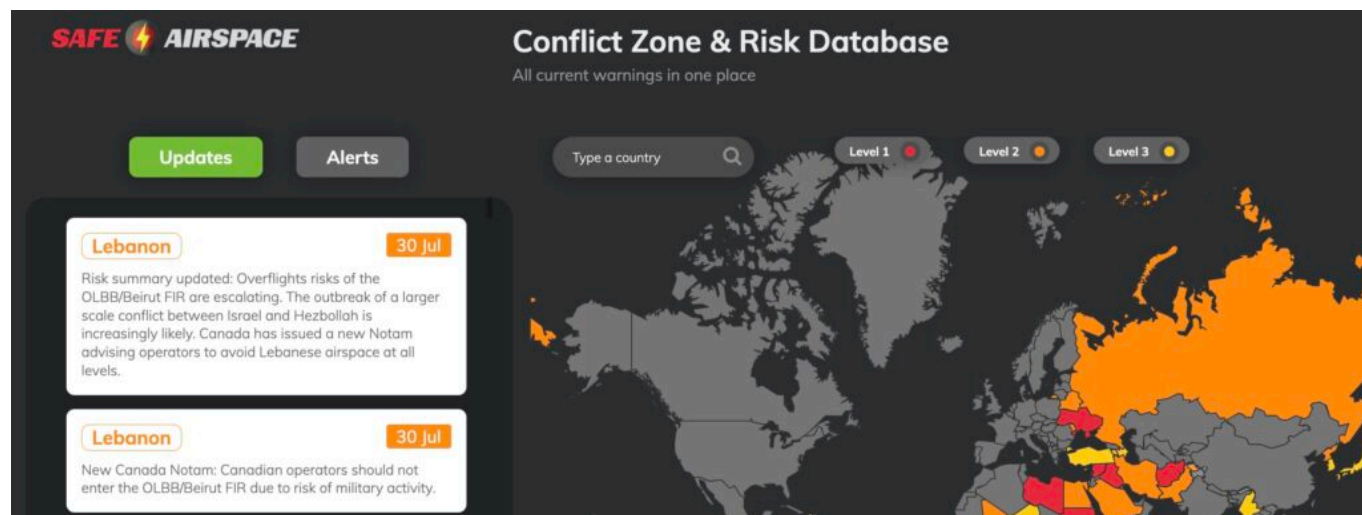 SAFE AIRSPACE
Conflict Zone & Risk Database
All current warnings in one place
Updates
Alerts
Type a country
Level 1
Level 2
Level 3
Lebanon
30 Jul
Risk summary updated: Overflights risks of the
OLBB/Beirut FIR are escalating. The outbreak of a larger
scale conflict between Israel and Hezbollah is
increasingly likely. Canada has issued a new Notam
advising operators to avoid Lebanese airspace at all
levels.
Lebanon
30 Jul
New Canada Notam: Canadian operators should not
enter the OLBB/Beirut FIR due to risk of military activity.